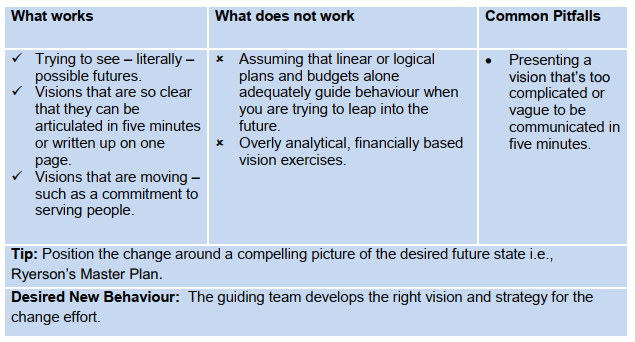 What works
What does not work
Common Pitfalls
✓ Trying to see – literally –
possible futures.
✓ Visions that are so clear
that they can be
articulated in five minutes
or written up on one
page.
✓ Visions that are moving –
such as a commitment to
serving people.
× Assuming that linear or logical
plans and budgets alone
adequately guide behaviour when
you are trying to leap into the
future.
× Overly analytical, financially based
vision exercises.
• Presenting a
vision that's too
complicated or
vague to be
communicated in
five minutes.
Tip: Position the change around a compelling picture of the desired future state i.e.,
Ryerson's Master Plan.
Desired New Behaviour: The guiding team develops the right vision and strategy for the
change effort.